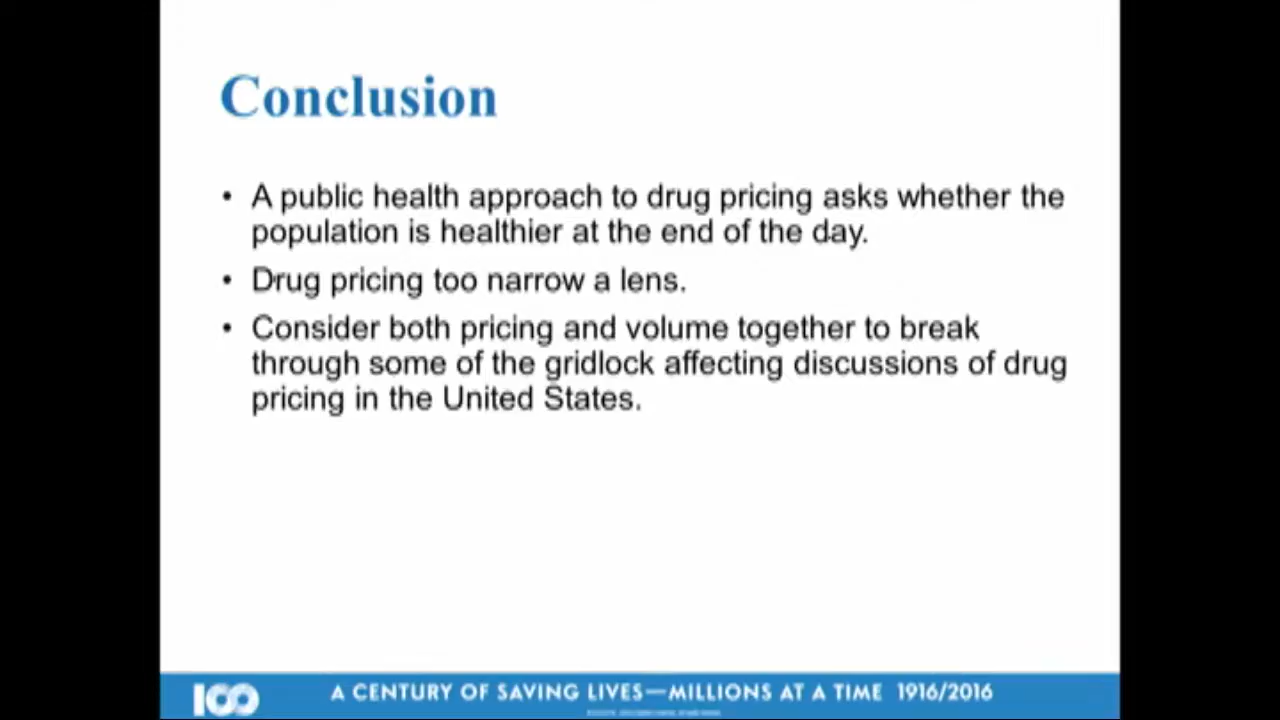 Conclusion
• A public health approach to drug pricing asks whether the
population is healthier at the end of the day.
• Drug pricing too narrow a lens.
• Consider both pricing and volume together to break
through some of the gridlock affecting discussions of drug
pricing in the United States.
100
A CENTURY OF SAVING LIVES—MILLIONS AT A TIME 1916/2016